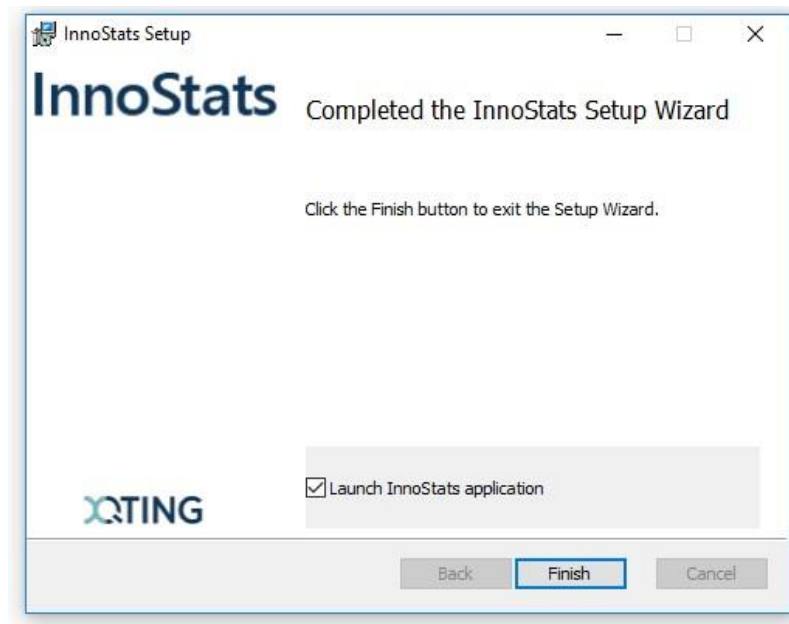 InnoStats Setup
InnoStats
Completed the InnoStats Setup Wizard
Click the Finish button to exit the Setup Wizard.
Launch InnoStats application
XQTING
Back
Finish
Cancel